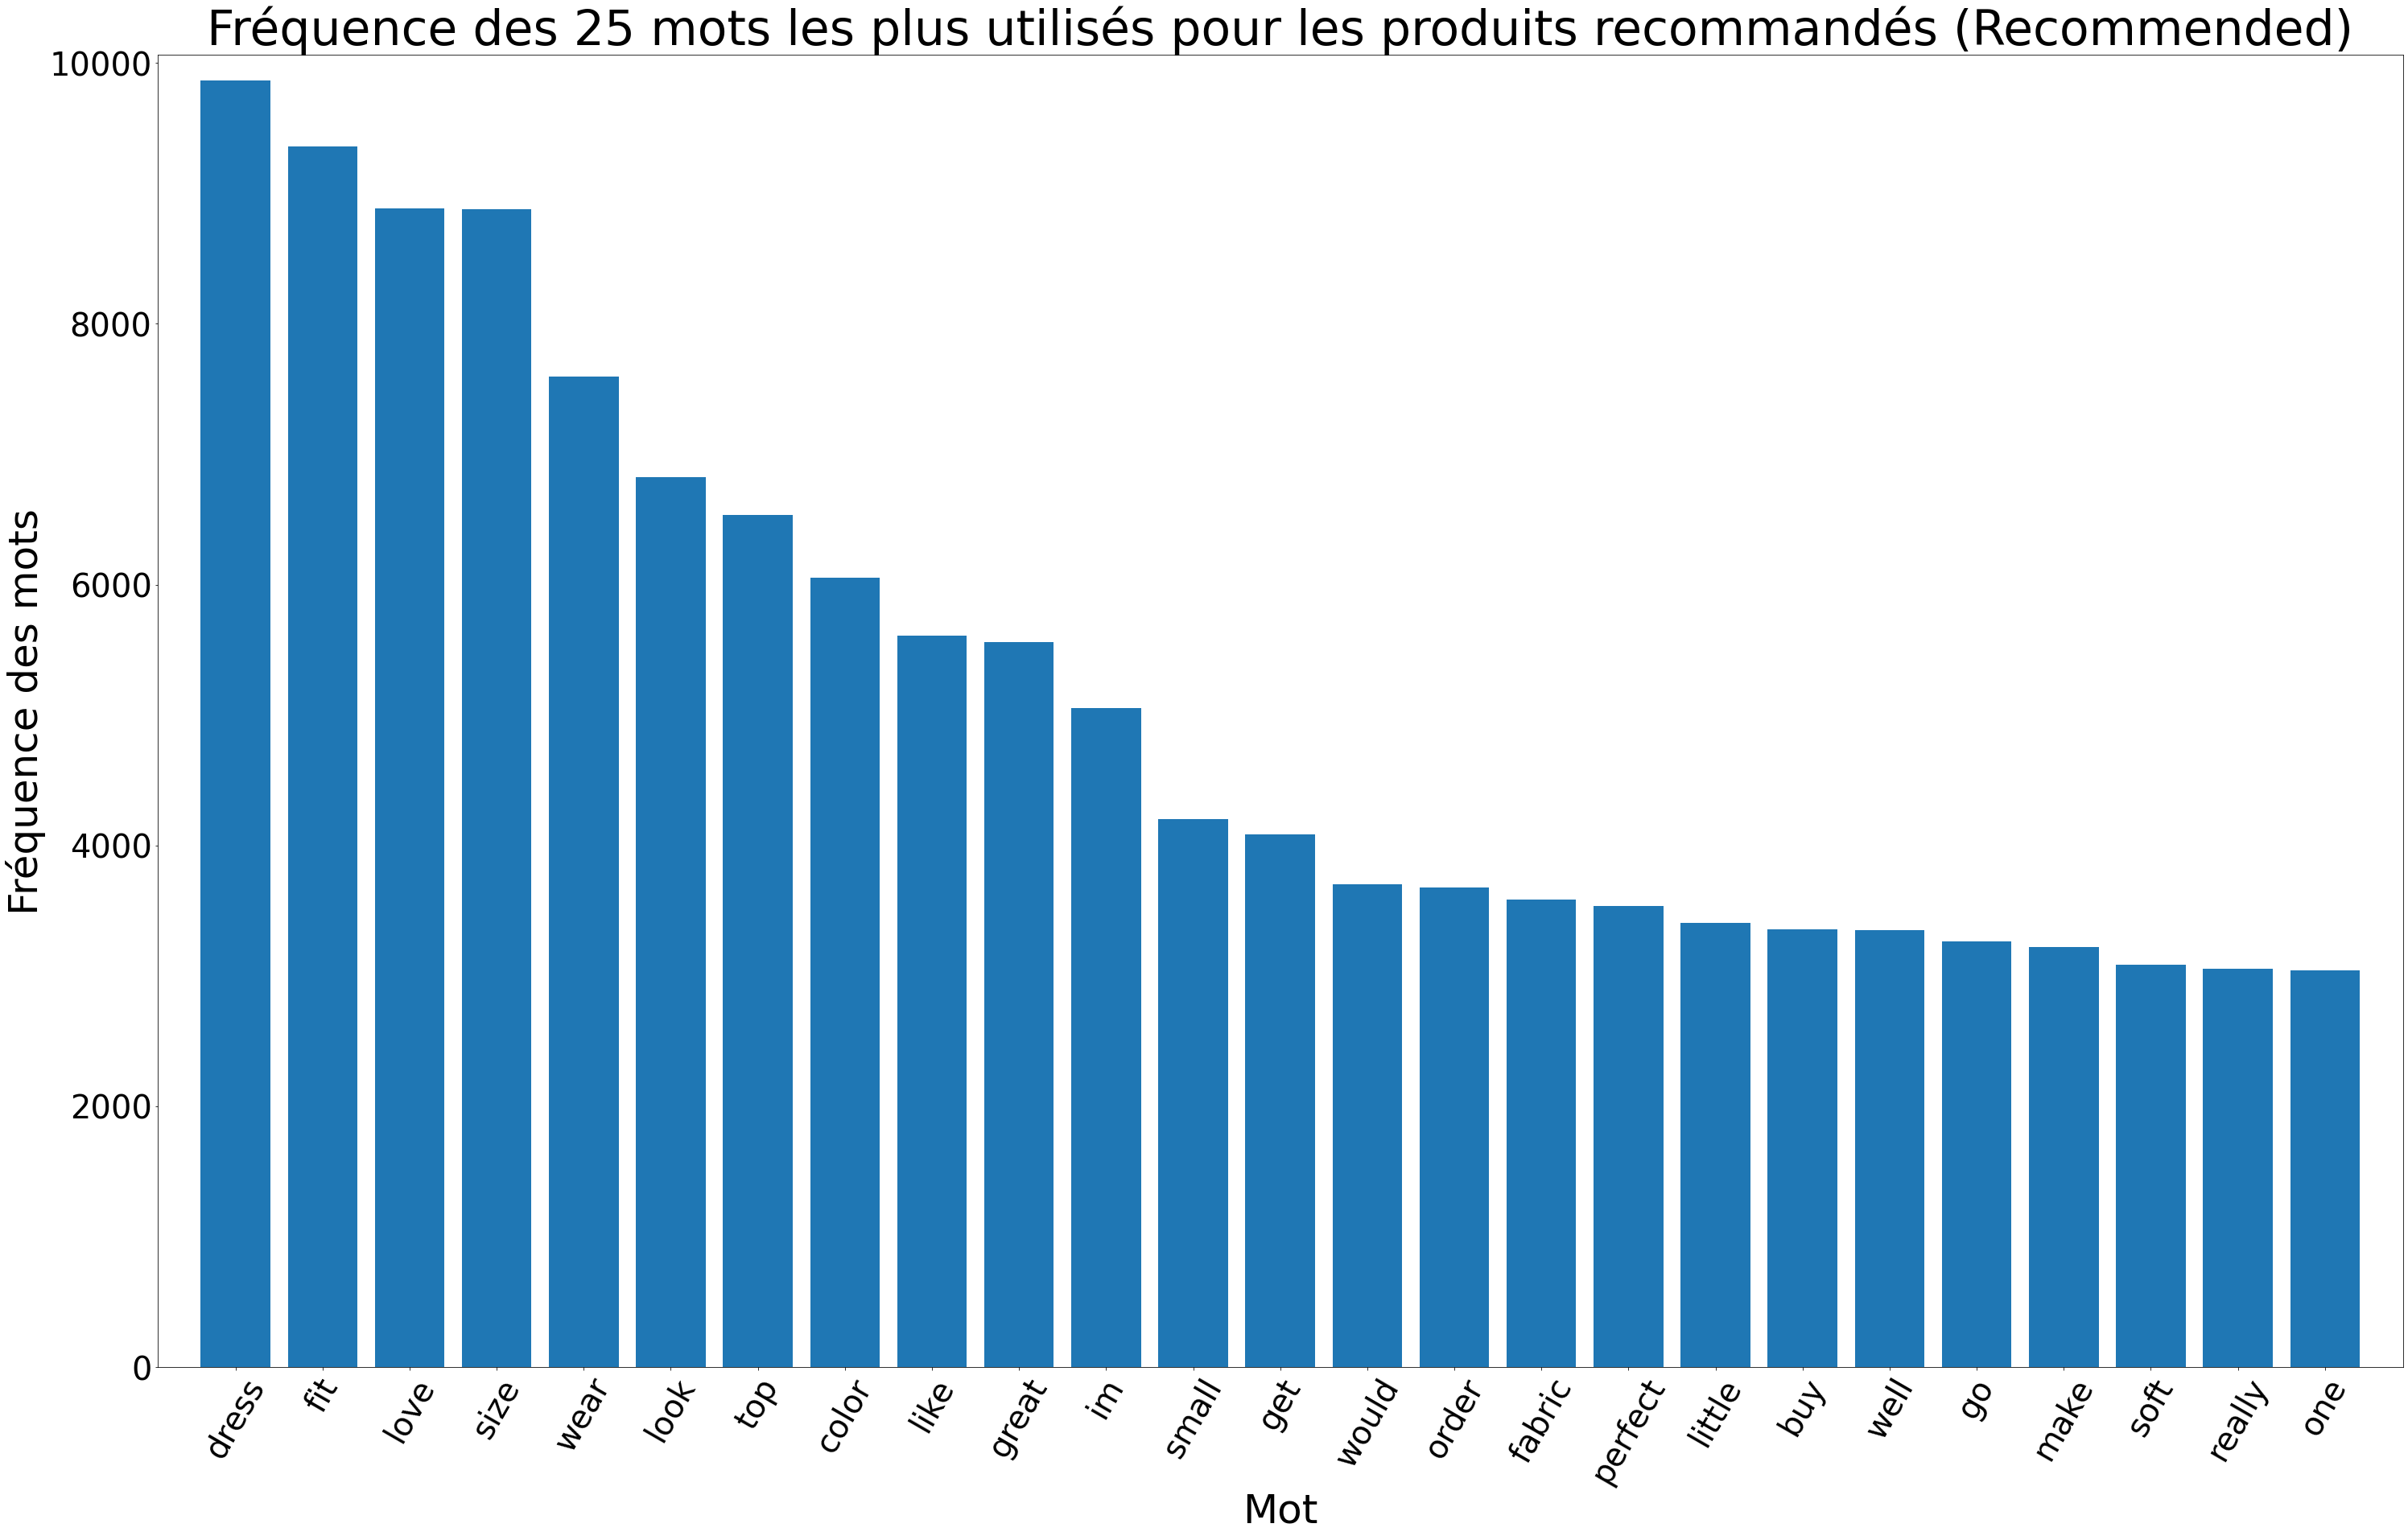 Fréquence des 25 mots les plus utilisés pour les produits recommandés (Recommended)
10000
8000
6000
4000
2000
0
Fréquence des mots
dress
fit
love
size
wear
look
top
color
like
great
im
small
get
would
order
fabric
perfect
little
buy
well
go
make
soft
really
one
Mot